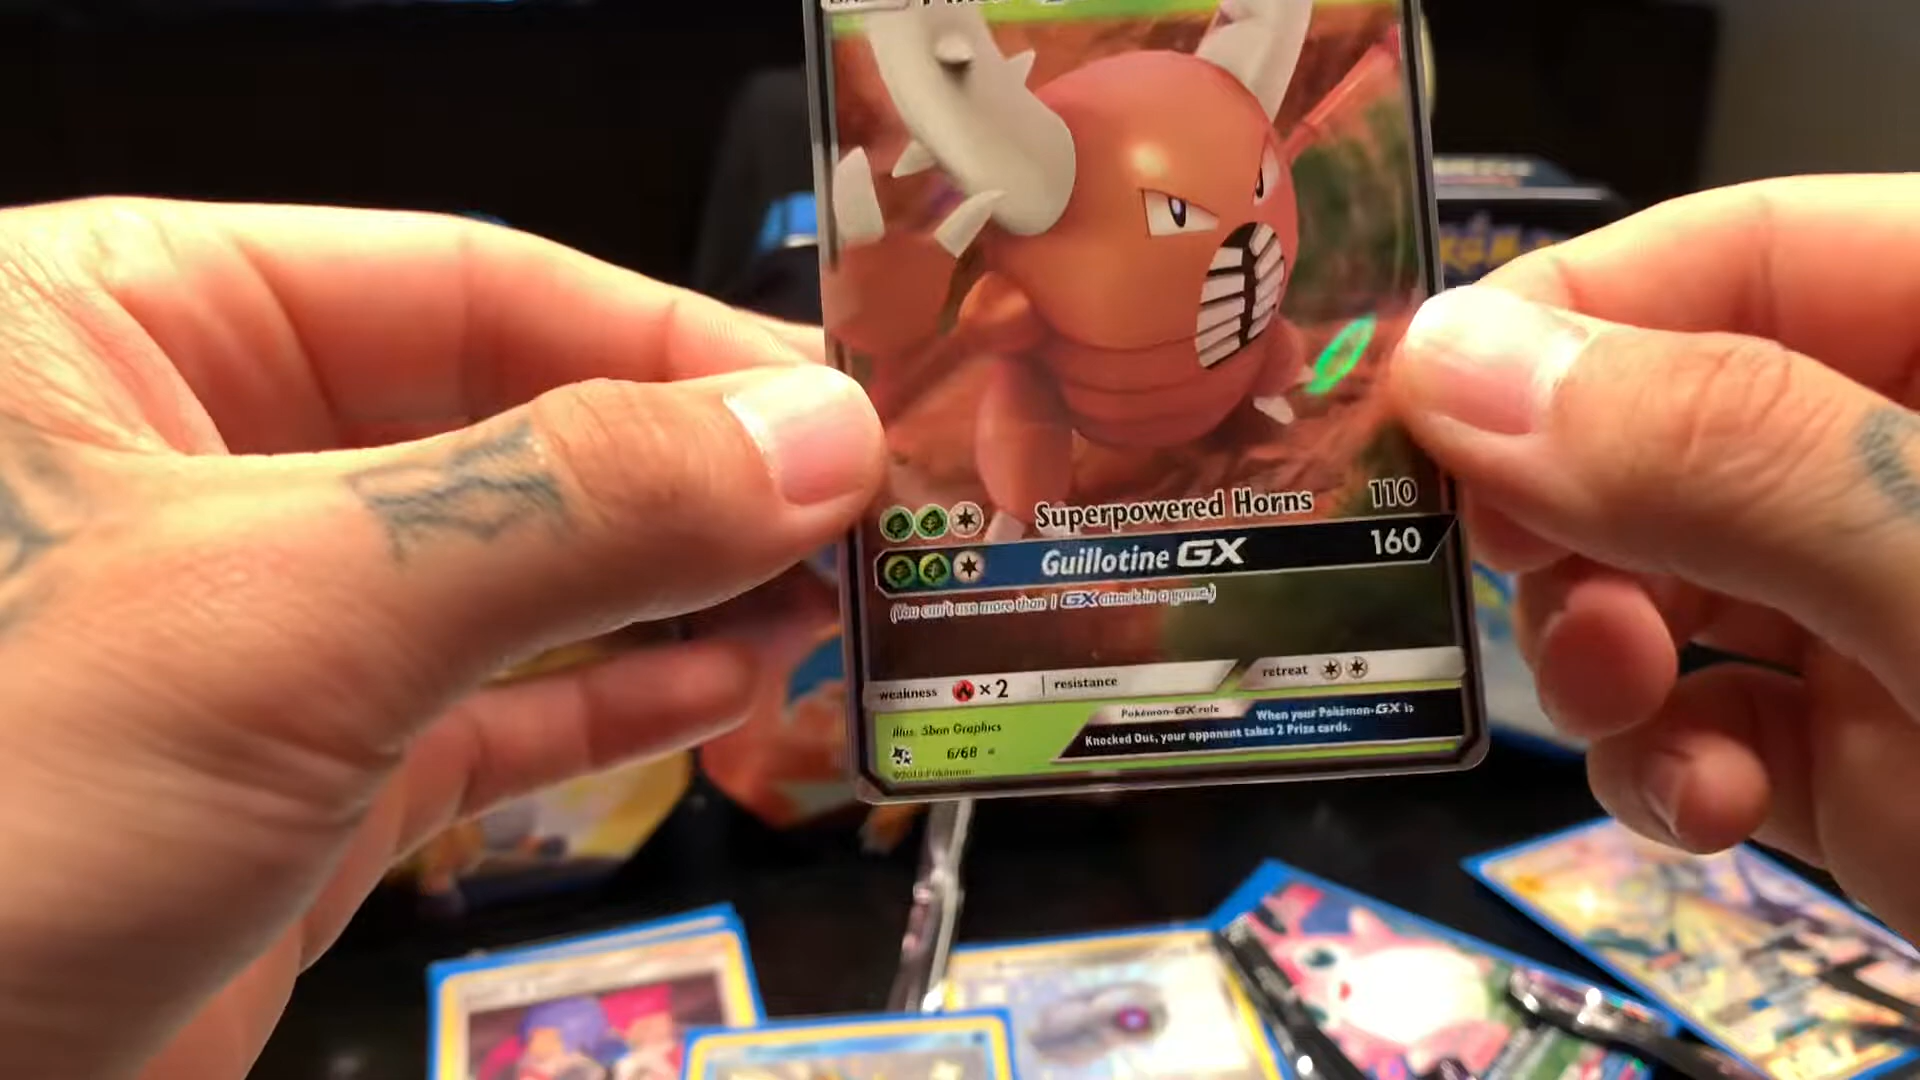 Superpowered Horns 110
Guillotine GX 160
(You can't use more than 1 GX attack in a game.)
weakness ×2 resistance retreat
Pokémon-GX rule When your Pokémon-GX is
Knocked Out, your opponent takes 2 Prize cards.
Illus. 5ban Graphics
6/68
©2019 Pokémon